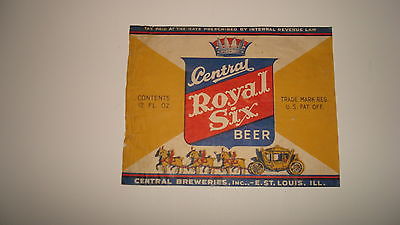 TAX PAID AT THE RATE PRESCRIBED BY INTERNAL REVENUE LAW
Central
Royal
Six
BEER
CONTENTS
12 FL. OZ
TRADE MARK REG.
U.S. PAT. OFF.
CENTRAL BREWERIES, INC.,-E. ST. LOUIS, ILL.